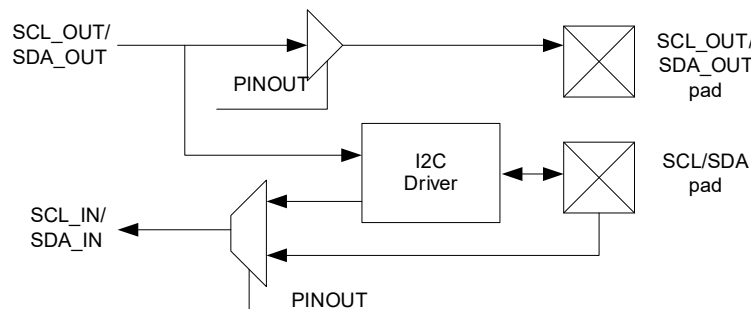 SCL_OUT/
SDA_OUT
PINOUT
SCL_OUT/
SDA_OUT
pad
I2C
Driver
SCL/SDA
pad
SCL_IN/
SDA_IN
PINOUT